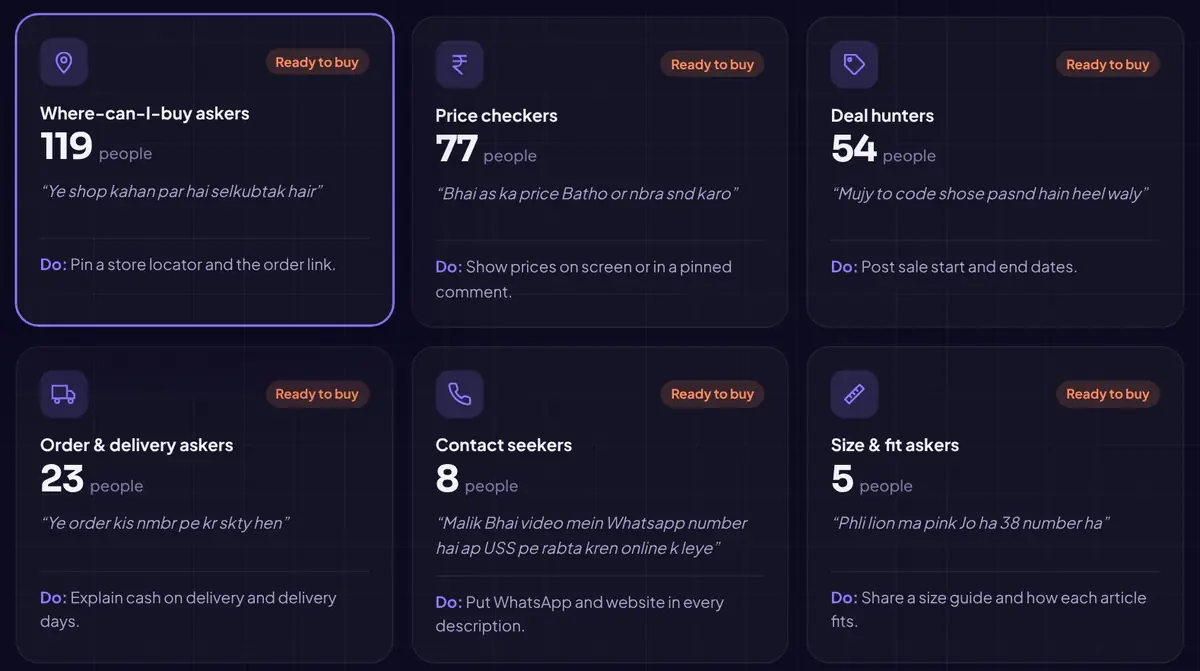 Ready to buy
Where-can-I-buy askers
119 people
“Ye shop kahan par hai selkubtak hair”
Do: Pin a store locator and the order link.
Ready to buy
Price checkers
77 people
“Bhai as ka price Batho or nbra snd karo”
Do: Show prices on screen or in a pinned
comment.
Ready to buy
Deal hunters
54 people
“Mujy to code shose pasnd hain heel waly”
Do: Post sale start and end dates.
Ready to buy
Order & delivery askers
23 people
“Ye order kis nmbr pe kr skty hen”
Do: Explain cash on delivery and delivery
days.
Ready to buy
Contact seekers
8 people
“Malik Bhai video mein Whatsapp number
hai ap USS pe rabta kren online k leye”
Do: Put WhatsApp and website in every
description.
Ready to buy
Size & fit askers
5 people
“Phli lion ma pink Jo ha 38 number ha”
Do: Share a size guide and how each article
fits.